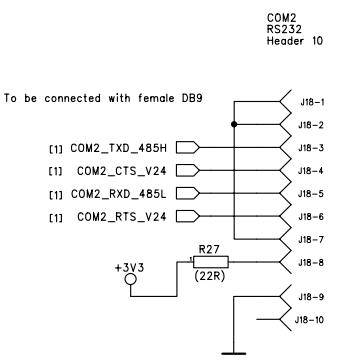 COM2
RS232
Header 10
To be connected with female DB9
J18-1
J18-2
[1] COM2_TXD_485H J18-3
[1] COM2_CTS_V24 J18-4
[1] COM2_RXD_485L J18-5
[1] COM2_RTS_V24 J18-6
J18-7
R27
1
J18-8
+3V3
(22R)
J18-9
J18-10